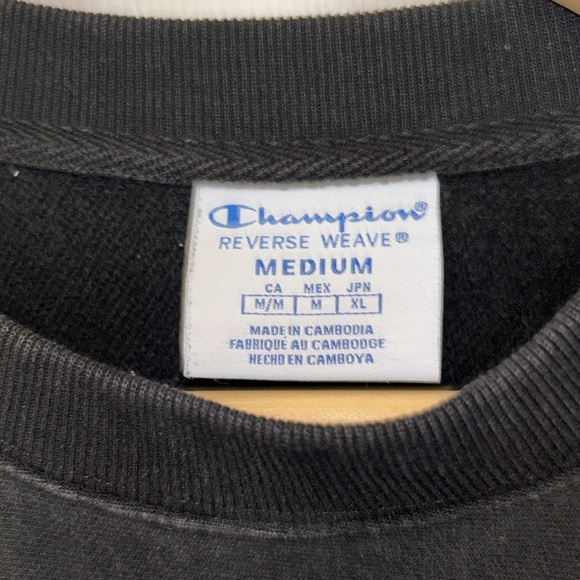 Champion®
REVERSE WEAVE®
MEDIUM
CA MEX JPN
M/M M XL
MADE IN CAMBODIA
FABRIQUÉ AU CAMBODGE
HECHO EN CAMBOYA